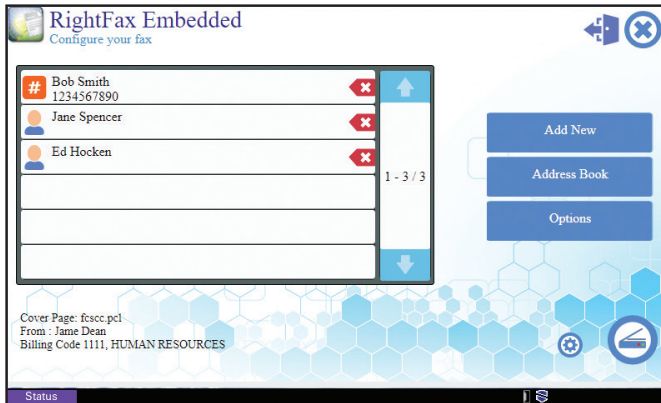 RightFax Embedded
Configure your fax
# Bob Smith
1234567890
Jane Spencer
Ed Hocken
1 - 3 / 3
Add New
Address Book
Options
Cover Page: fcscc.pcl
From : Jame Dean
Billing Code 1111, HUMAN RESOURCES
Status